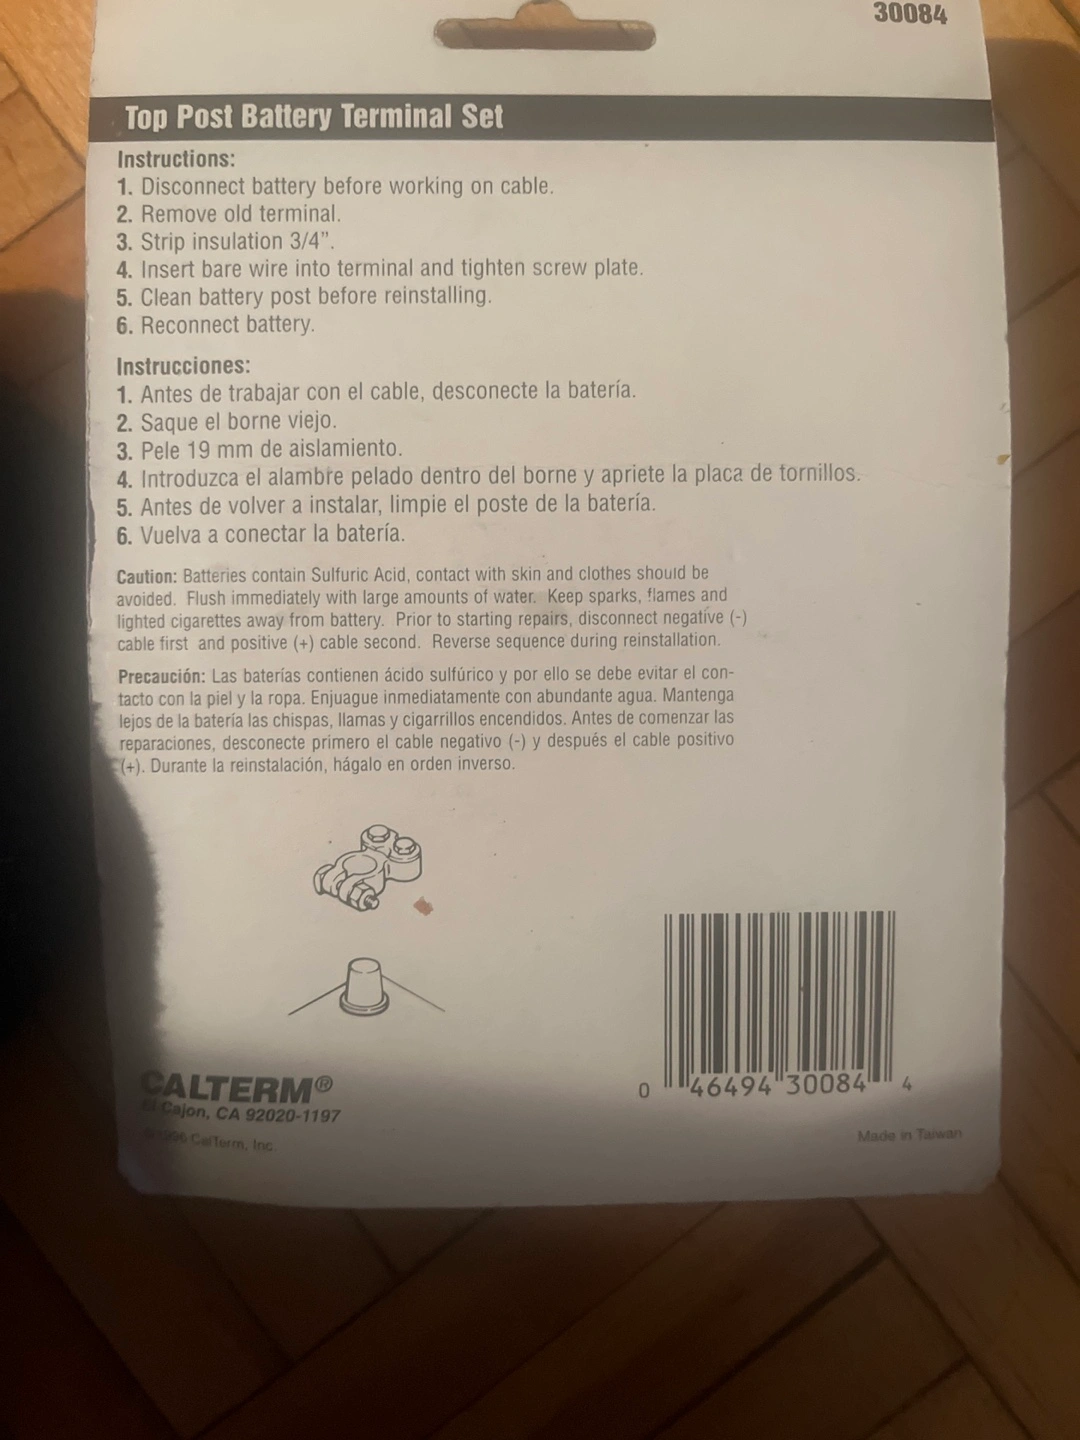 30084
Top Post Battery Terminal Set
Instructions:
1. Disconnect battery before working on cable.
2. Remove old terminal.
3. Strip insulation 3/4”.
4. Insert bare wire into terminal and tighten screw plate.
5. Clean battery post before reinstalling.
6. Reconnect battery.
Instrucciones:
1. Antes de trabajar con el cable, desconecte la batería.
2. Saque el borne viejo.
3. Pele 19 mm de aislamiento.
4. Introduzca el alambre pelado dentro del borne y apriete la placa de tornillos.
5. Antes de volver a instalar, limpie el poste de la batería.
6. Vuelva a conectar la batería.
Caution: Batteries contain Sulfuric Acid, contact with skin and clothes should be
avoided. Flush immediately with large amounts of water. Keep sparks, flames and
lighted cigarettes away from battery. Prior to starting repairs, disconnect negative (-)
cable first and positive (+) cable second. Reverse sequence during reinstallation.
Precaución: Las baterías contienen ácido sulfúrico y por ello se debe evitar el con-
tacto con la piel y la ropa. Enjuague inmediatamente con abundante agua. Mantenga
lejos de la batería las chispas, llamas y cigarrillos encendidos. Antes de comenzar las
reparaciones, desconecte primero el cable negativo (-) y después el cable positivo
(+). Durante la reinstalación, hágalo en orden inverso.
CALTERM®
El Cajon, CA 92020-1197
©1996 CalTerm, Inc.
0 46494 30084 4
Made in Taiwan